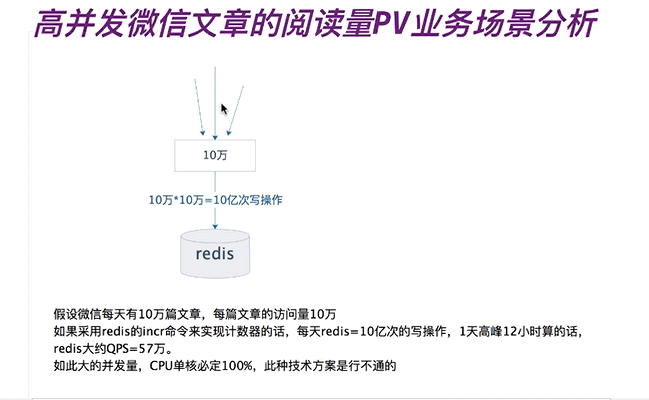 高并发微信文章的阅读量PV业务场景分析
10万
10万*10万=10亿次写操作
redis
假设微信每天有10万篇文章，每篇文章的访问量10万
如果采用redis的incr命令来实现计数器的话，每天redis=10亿次的写操作，1天高峰12小时算的话，
redis大约QPS=57万。
如此大的并发量，CPU单核必定100%，此种技术方案是行不通的